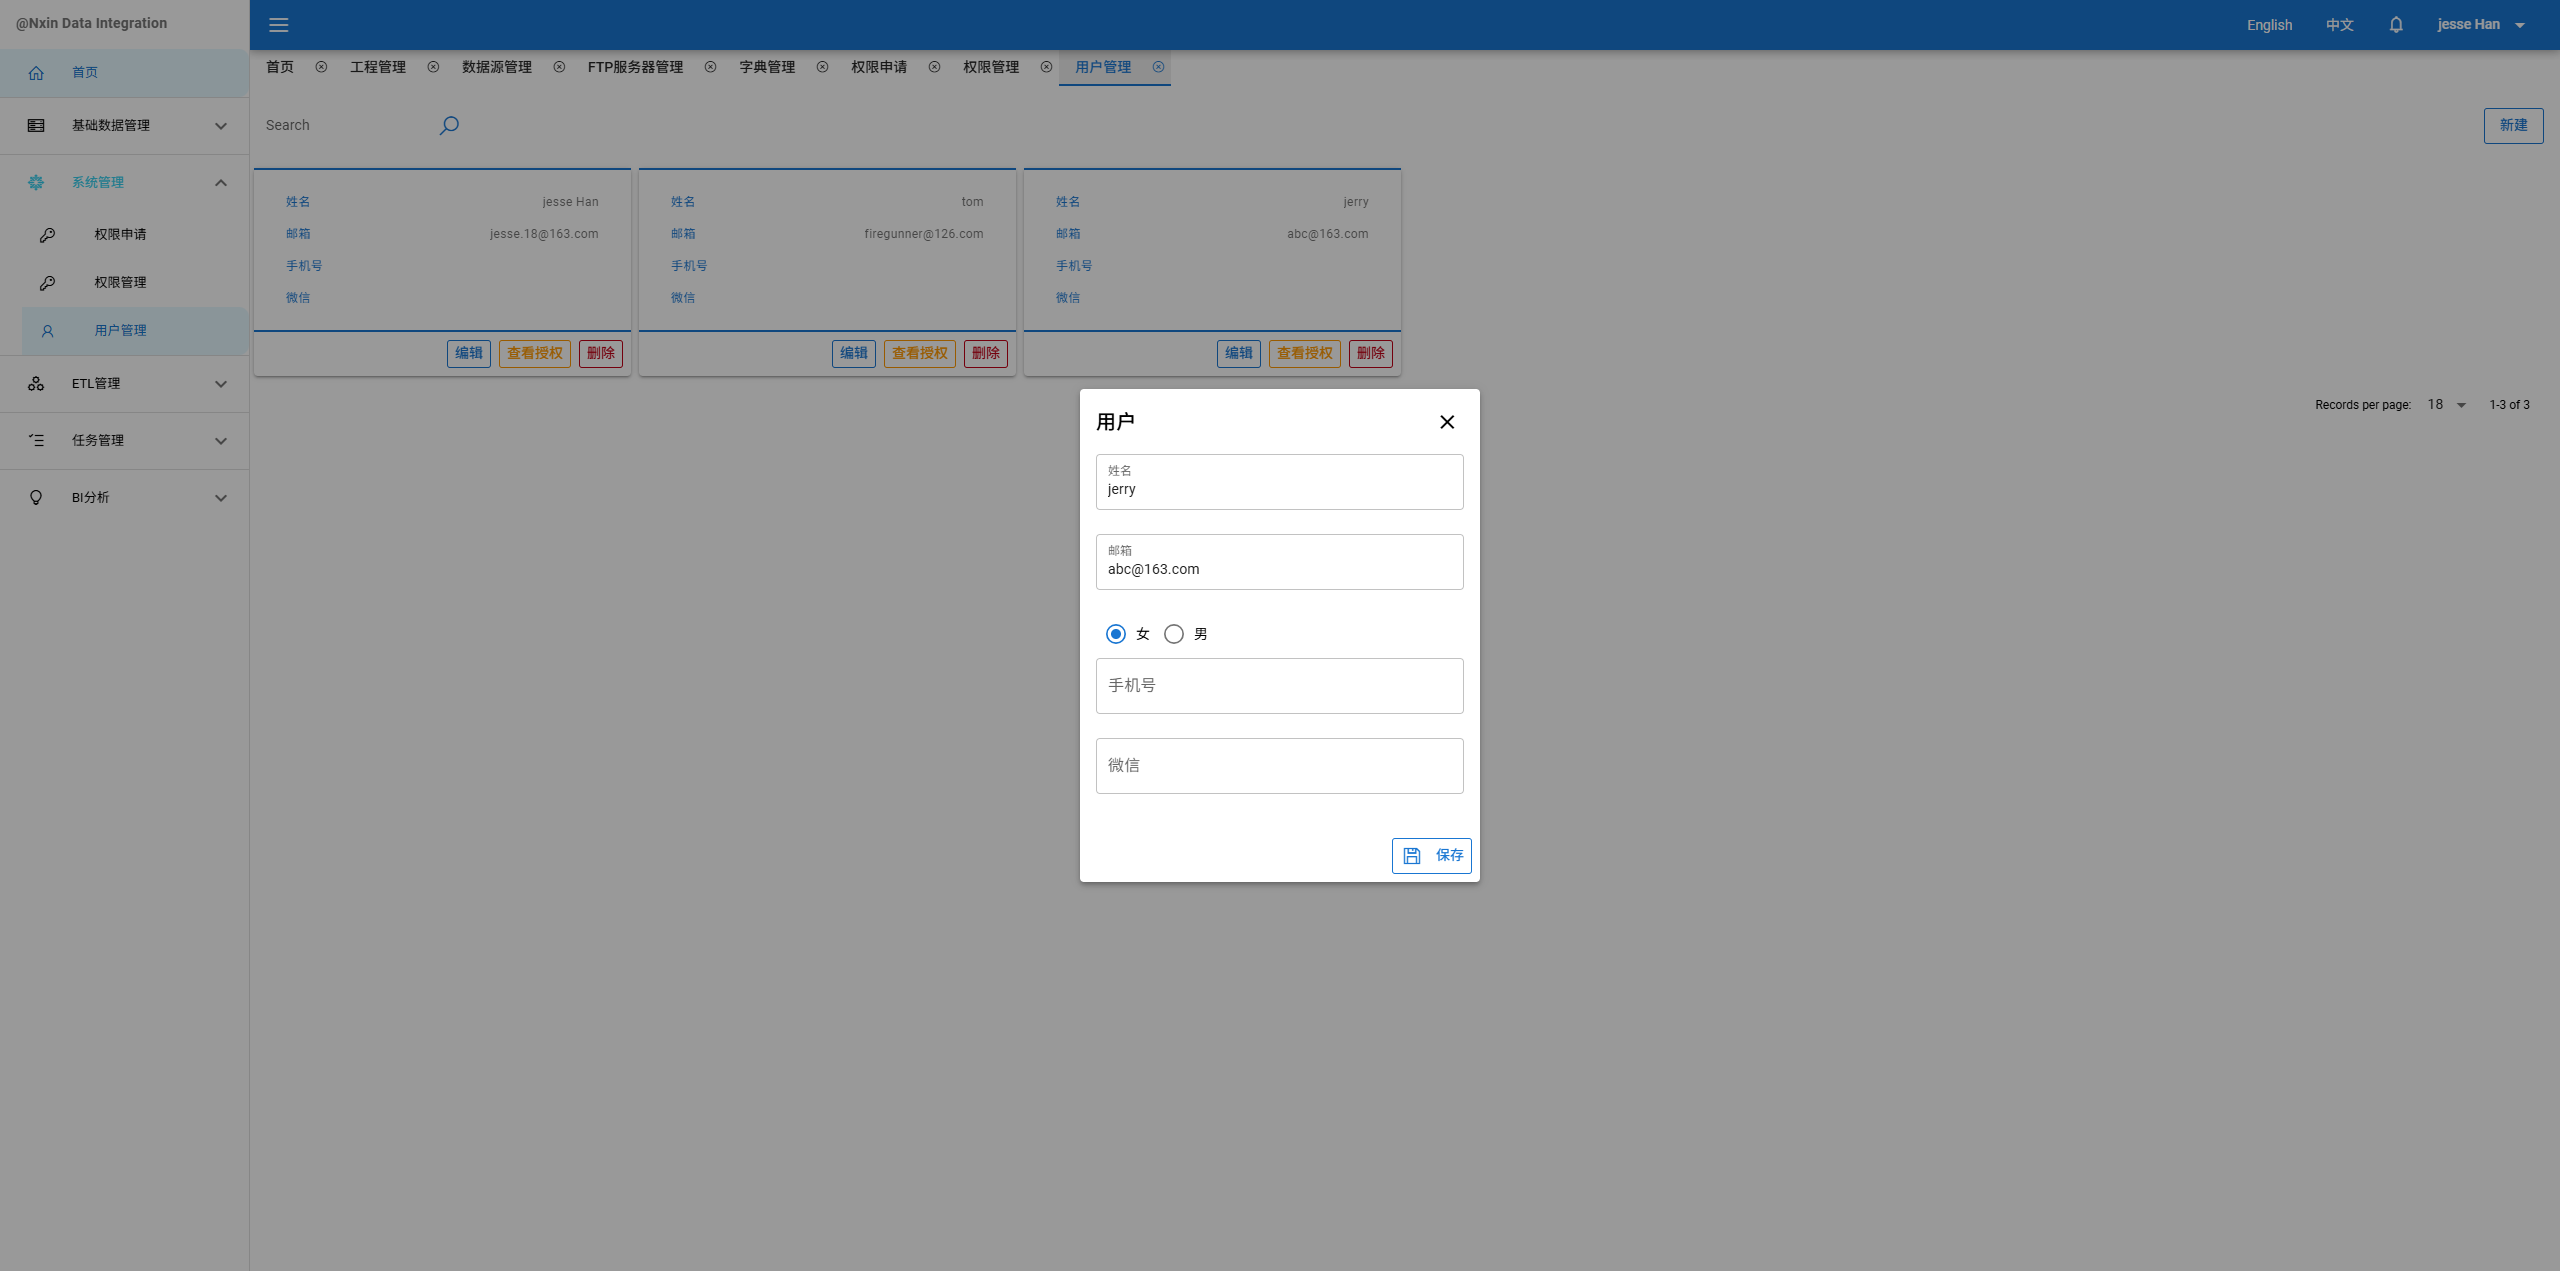 @Nxin Data Integration
English 中文 jesse Han
首页
基础数据管理
系统管理
权限申请
权限管理
用户管理
ETL管理
任务管理
BI分析
首页 工程管理 数据源管理 FTP服务器管理 字典管理 权限申请 权限管理 用户管理
Search
新建
姓名 jesse Han
邮箱 jesse.18@163.com
手机号
微信
编辑 查看授权 删除
姓名 tom
邮箱 firegunner@126.com
手机号
微信
编辑 查看授权 删除
姓名 jerry
邮箱 abc@163.com
手机号
微信
编辑 查看授权 删除
Records per page: 18 1-3 of 3
用户
姓名
jerry
邮箱
abc@163.com
女 男
手机号
微信
保存